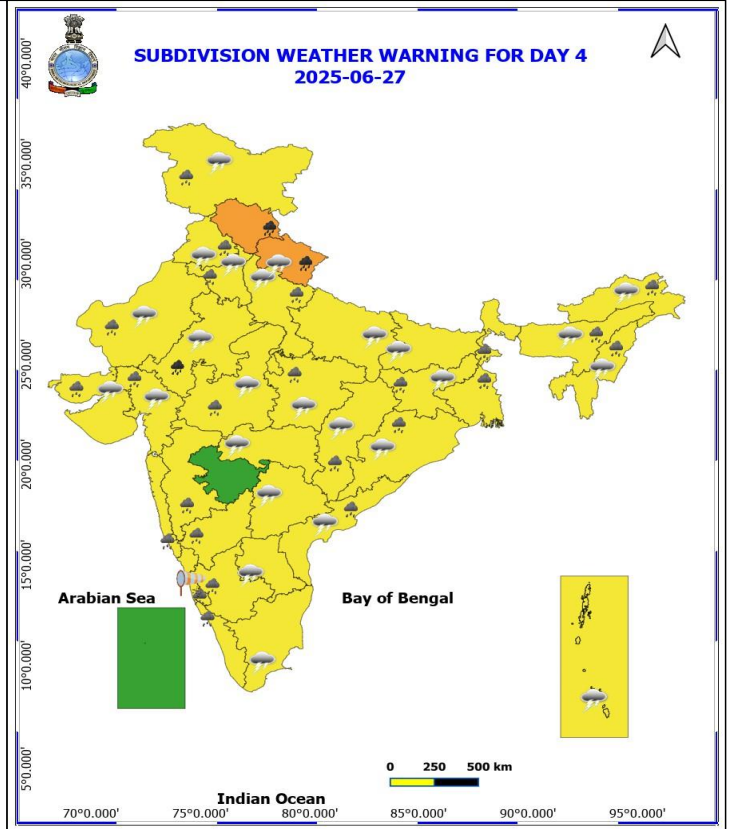 SUBDIVISION WEATHER WARNING FOR DAY 4
2025-06-27
40°0.000'
35°0.000'
30°0.000'
25°0.000'
20°0.000'
15°0.000'
10°0.000'
5°0.000'
Arabian Sea
Bay of Bengal
0 250 500 km
Indian Ocean
70°0.000' 75°0.000' 80°0.000' 85°0.000' 90°0.000' 95°0.000'